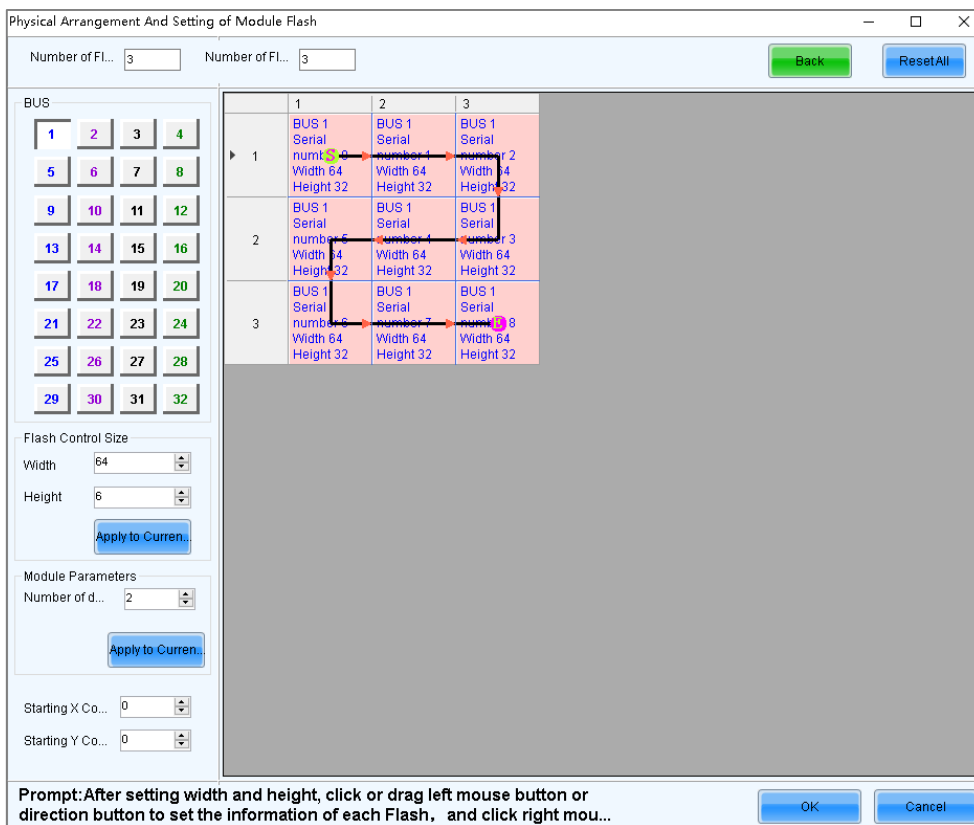 Physical Arrangement And Setting of Module Flash
Number of Fl... 3 Number of Fl... 3 Back ResetAll
BUS
1 2 3 4
5 6 7 8
9 10 11 12
13 14 15 16
17 18 19 20
21 22 23 24
25 26 27 28
29 30 31 32
Flash Control Size
Width 64
Height 6
Apply to Curren...
Module Parameters
Number of d... 2
Apply to Curren...
Starting X Co... 0
Starting Y Co... 0
1 2 3
1
BUS 1 BUS 1 BUS 1
Serial Serial Serial
number S number 1 number 2
Width 64 Width 64 Width 64
Height 32 Height 32 Height 32
2
BUS 1 BUS 1 BUS 1
Serial Serial Serial
number 5 number 4 number 3
Width 64 Width 64 Width 64
Height 32 Height 32 Height 32
3
BUS 1 BUS 1 BUS 1
Serial Serial Serial
number 6 number 7 number E 8
Width 64 Width 64 Width 64
Height 32 Height 32 Height 32
Prompt:After setting width and height, click or drag left mouse button or
direction button to set the information of each Flash, and click right mou...
OK Cancel